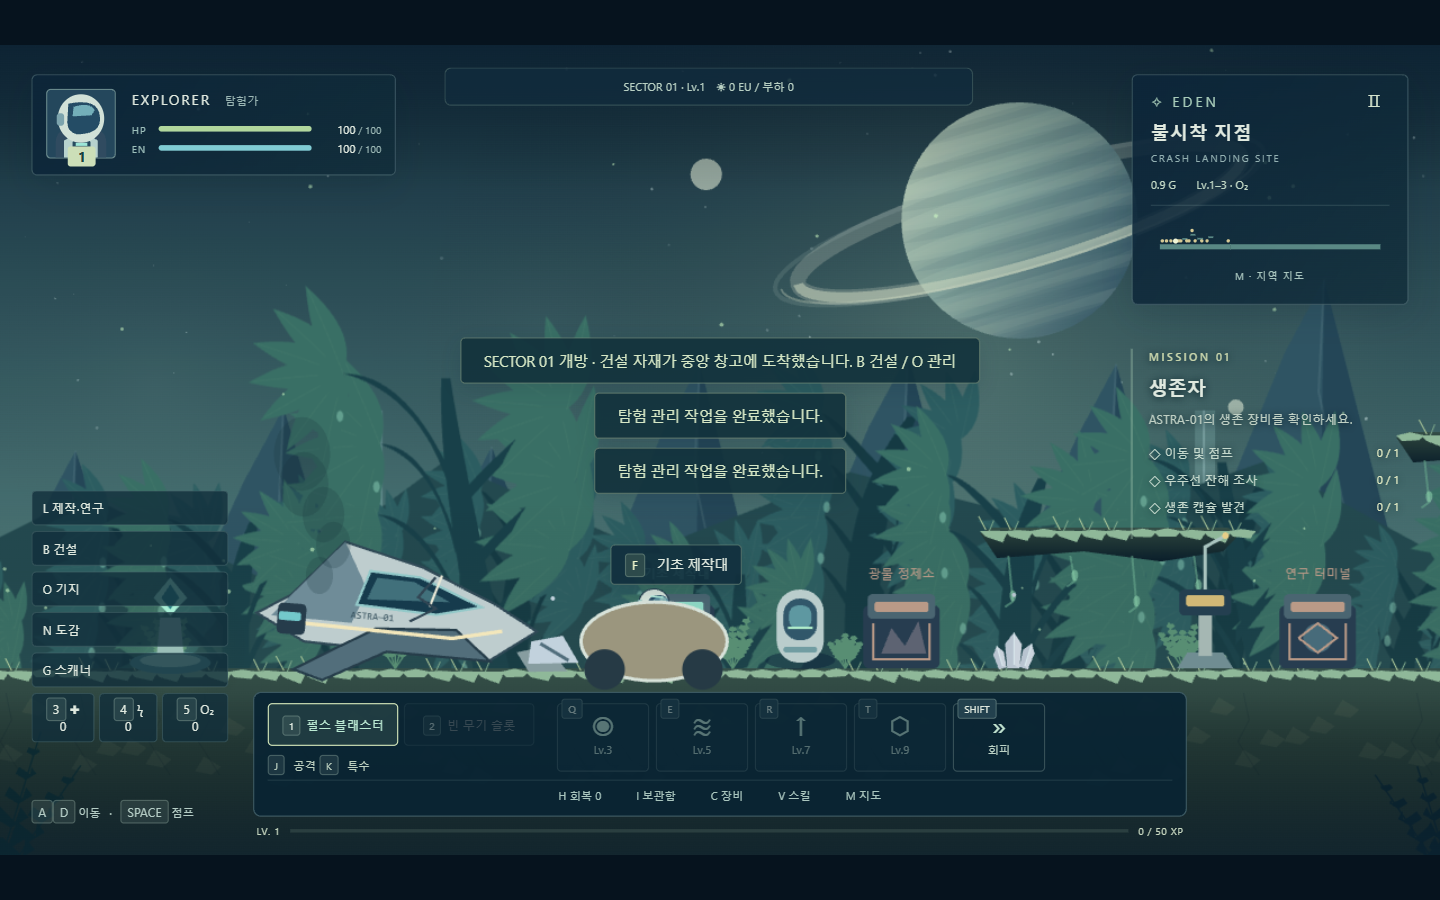 EXPLORER 탐험가
HP 100 / 100
EN 100 / 100
1
SECTOR 01 · Lv.1 ✷ 0 EU / 부하 0
✧ EDEN
불시착 지점
CRASH LANDING SITE
0.9 G Lv.1–3 · O₂
M · 지역 지도
SECTOR 01 개방 · 건설 자재가 중앙 창고에 도착했습니다. B 건설 / O 관리
탐험 관리 작업을 완료했습니다.
탐험 관리 작업을 완료했습니다.
MISSION 01
생존자
ASTRA-01의 생존 장비를 확인하세요.
◇ 이동 및 점프 0 / 1
◇ 우주선 잔해 조사 0 / 1
◇ 생존 캡슐 발견 0 / 1
L 제작·연구
B 건설
O 기지
N 도감
G 스캐너
F 기초 제작대
광물 정제소
연구 터미널
ASTRA-01
3 ✚ 0
4 0
5 O₂ 0
1 펄스 블래스터
2 빈 무기 슬롯
J 공격 K 특수
Q Lv.3
E Lv.5
R Lv.7
T Lv.9
SHIFT » 회피
H 회복 0 I 보관함 C 장비 V 스킬 M 지도
A D 이동 · SPACE 점프
LV. 1 0 / 50 XP